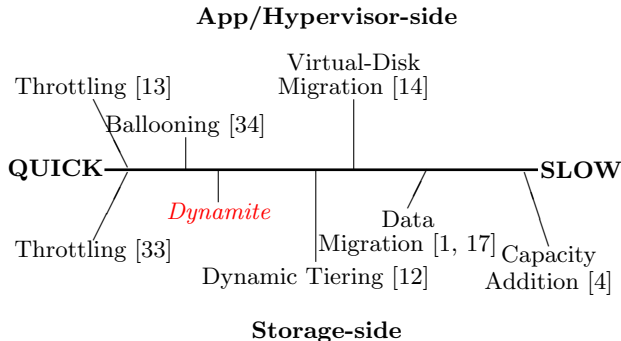 App/Hypervisor-side
Virtual-Disk
Throttling [13]
Migration [14]
Ballooning [34]
QUICK
SLOW
Dynamite
Data
Throttling [33]
Migration [1, 17]
Capacity
Dynamic Tiering [12]
Addition [4]
Storage-side